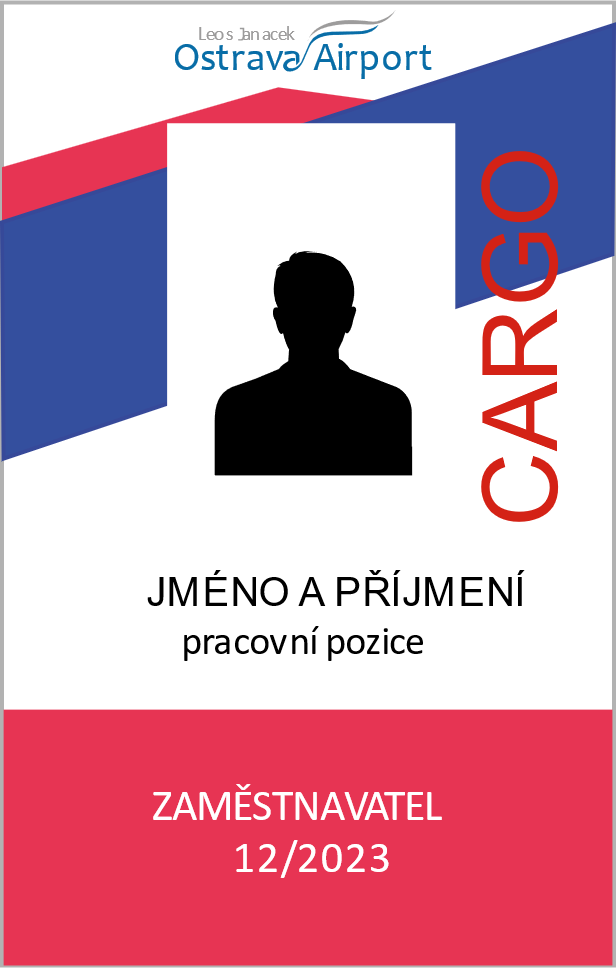 Leos Janacek
Ostrava Airport
CARGO
JMÉNO A PŘÍJMENÍ
pracovní pozice
ZAMĚSTNAVATEL
12/2023